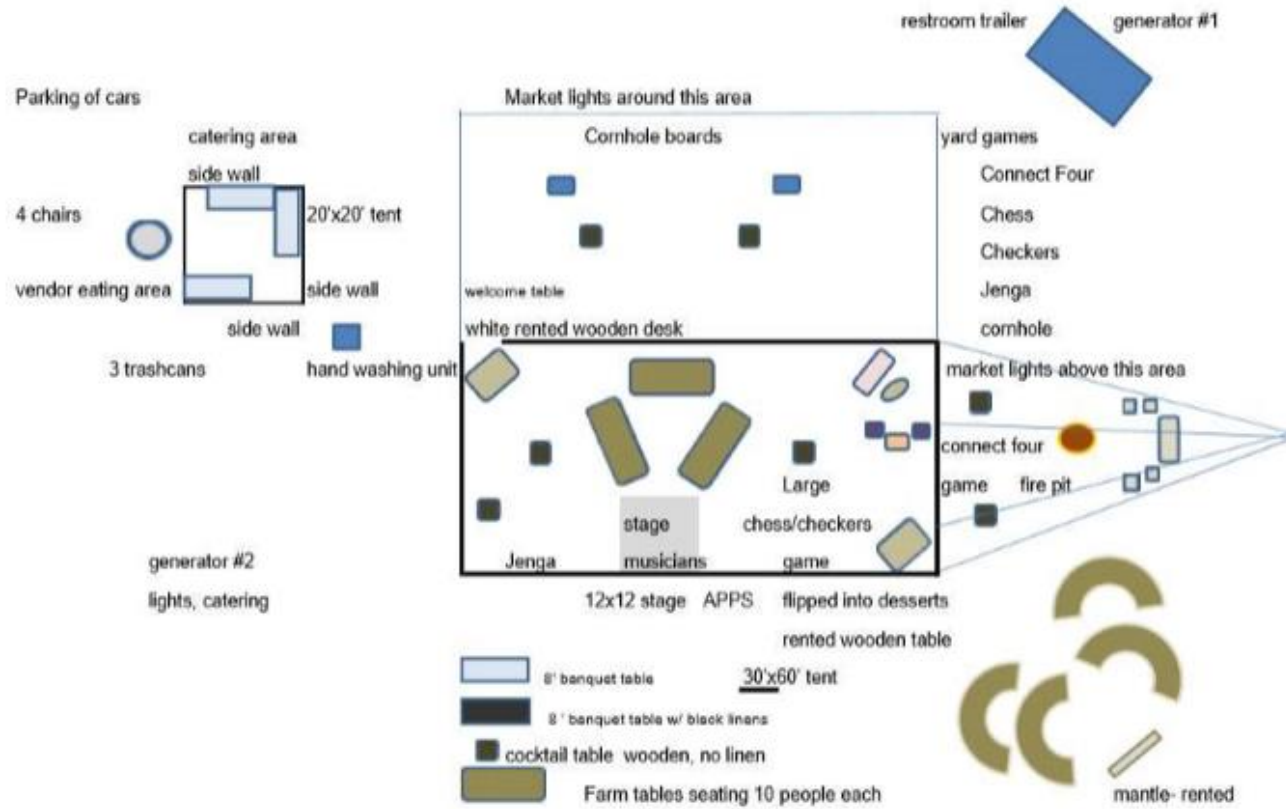 restroom trailer generator #1
Parking of cars
Market lights around this area
catering area
Cornhole boards
yard games
side wall
Connect Four
4 chairs
20'x20' tent
Chess
Checkers
vendor eating area
side wall
welcome table
Jenga
side wall
white rented wooden desk
cornhole
3 trashcans
hand washing unit
market lights above this area
connect four
Large
game fire pit
stage
chess/checkers
generator #2
Jenga
musicians
game
lights, catering
12x12 stage APPS flipped into desserts
rented wooden table
8' banquet table
30'x60' tent
8 ' banquet table w/ black linens
cocktail table wooden, no linen
Farm tables seating 10 people each
mantle- rented